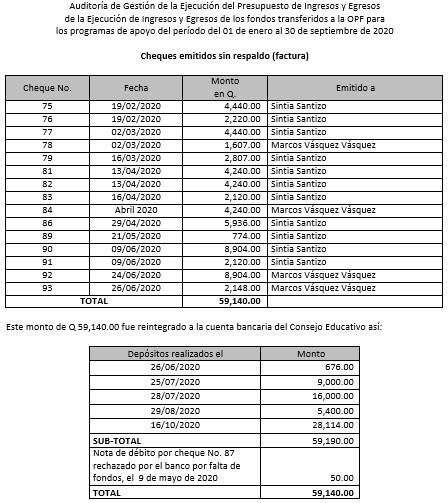 Auditoría de Gestión de la Ejecución del Presupuesto de Ingresos y Egresos
de la Ejecución de Ingresos y Egresos de los fondos transferidos a la OPF para
los programas de apoyo del período del 01 de enero al 30 de septiembre de 2020
Cheques emitidos sin respaldo (factura)
Cheque No. Fecha Monto en Q. Emitido a
75 19/02/2020 4,440.00 Sintia Santizo
76 19/02/2020 2,220.00 Sintia Santizo
77 02/03/2020 4,440.00 Sintia Santizo
78 02/03/2020 1,607.00 Marcos Vásquez Vásquez
79 16/03/2020 2,807.00 Sintia Santizo
81 13/04/2020 4,240.00 Sintia Santizo
82 13/04/2020 4,240.00 Sintia Santizo
83 16/04/2020 2,120.00 Sintia Santizo
84 Abril 2020 4,240.00 Marcos Vásquez Vásquez
86 29/04/2020 5,936.00 Sintia Santizo
89 21/05/2020 774.00 Sintia Santizo
90 09/06/2020 8,904.00 Sintia Santizo
91 09/06/2020 2,120.00 Sintia Santizo
92 24/06/2020 8,904.00 Marcos Vásquez Vásquez
93 26/06/2020 2,148.00 Marcos Vásquez Vásquez
TOTAL 59,140.00
Este monto de Q 59,140.00 fue reintegrado a la cuenta bancaria del Consejo Educativo así:
Depósitos realizados el Monto
26/06/2020 676.00
25/07/2020 9,000.00
28/07/2020 16,000.00
29/08/2020 5,400.00
16/10/2020 28,114.00
SUB-TOTAL 59,190.00
Nota de débito por cheque No. 87
rechazado por el banco por falta de
fondos, el 9 de mayo de 2020 50.00
TOTAL 59,140.00